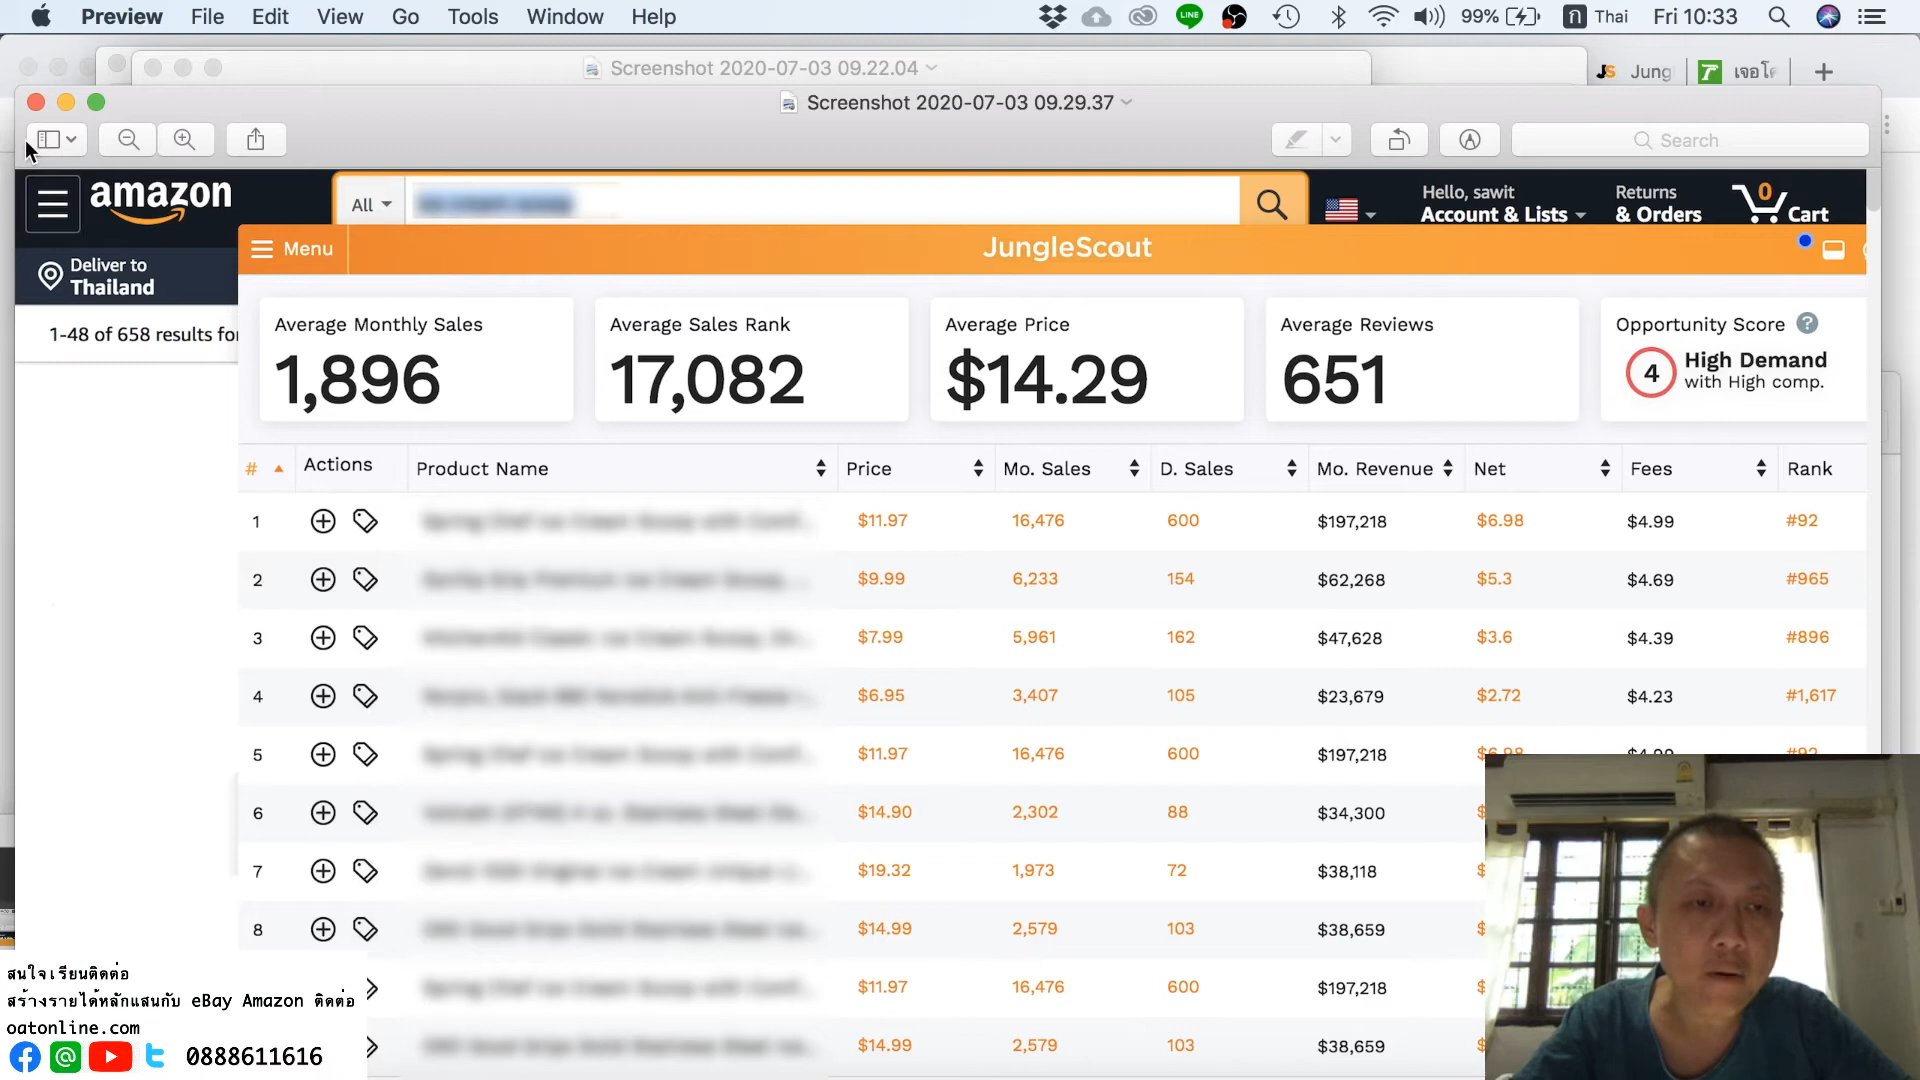 Preview File Edit View Go Tools Window Help LINE 99% ก Thai Fri 10:33
Screenshot 2020-07-03 09.22.04
JS Jung
Screenshot 2020-07-03 09.29.37
Search
amazon All Hello, sawit Returns 0
Account & Lists & Orders Cart
Deliver to
Thailand
Menu JungleScout
1-48 of 658 results for
Average Monthly Sales Average Sales Rank Average Price Average Reviews Opportunity Score ?
1,896 17,082 $14.29 651 4 High Demand
with High comp.
# Actions Product Name Price Mo. Sales D. Sales Mo. Revenue Net Fees Rank
1 $11.97 16,476 600 $197,218 $6.98 $4.99 #92
2 $9.99 6,233 154 $62,268 $5.3 $4.69 #965
3 $7.99 5,961 162 $47,628 $3.6 $4.39 #896
4 $6.95 3,407 105 $23,679 $2.72 $4.23 #1,617
5 $11.97 16,476 600 $197,218 $6.98 $4.99 #92
6 $14.90 2,302 88 $34,300
7 $19.32 1,973 72 $38,118
8 $14.99 2,579 103 $38,659
$11.97 16,476 600 $197,218
$14.99 2,579 103 $38,659
สนใจเรียนติดต่อ
สร้างรายได้หลักแสนกับ eBay Amazon ติดต่อ
oatonline.com
0888611616